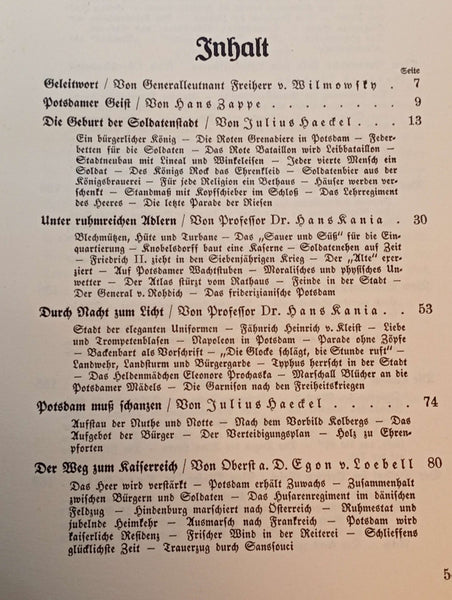 Inhalt
Seite
Geleitwort / Von Generalleutnant Freiherr v. Wilmowsky . 7
Potsdamer Geist / Von Hans Zappe . . . . . . . . 9
Die Geburt der Soldatenstadt / Von Julius Haeckel . . 13
Ein bürgerlicher König — Die Roten Grenadiere in Potsdam — Feder-
betten für die Soldaten — Das Rote Bataillon wird Leibbataillon —
Stadtneubau mit Lineal und Winkeleisen — Jeder vierte Mensch ein
Soldat — Des Königs Rock das Ehrenkleid — Soldatenbier aus der
Königsbrauerei — Für jede Religion ein Bethaus — Häuser werden
verschenkt — Standmaß mit Kopfschieber im Schloß — Das Lehrregiment
des Heeres — Die letzte Parade der Riesen
Unter ruhmreichen Adlern / Von Professor Dr. Hans Kania . 30
Blechmützen, Hüte und Turbane — Das „Sauer und Süß“ für die Ein-
quartierung — Knobelsdorf baut eine Kaserne — Soldatenehen auf Zeit
— Friedrich II. zieht in den Siebenjährigen Krieg — Der „Alte“ exer-
ziert — Auf Potsdamer Wachtstuben — Moralisches und physisches Un-
wetter — Der Atlas stürzt vom Rathaus — Feinde in der Stadt —
Der General v. Rohdich — Das friderizianische Potsdam
Durch Nacht zum Licht / Von Professor Dr. Hans Kania . 53
Stadt der eleganten Uniformen — Fähnrich Heinrich v. Kleist — Liebe
und Trompetenblasen — Napoleon in Potsdam — Parade ohne Zöpfe
— Backenbart als Vorschrift — „Die Glocke schlägt, die Stunde ruft“ —
Landwehr, Landsturm und Bürgergarde — Typhus herrscht in der Stadt
— Das Heldenmädchen Eleonore Prochaska — Marschall Blücher an die
Potsdamer Mädels — Die Garnison nach den Freiheitskriegen
Potsdam muß schanzen / Von Julius Haeckel . . . . . 74
Aufstau der Nuthe und Notte — Nach dem Vorbild Kolbergs — Das
Aufgebot der Bürger — Der Verteidigungsplan — Holz zu Ehren-
pforten
Der Weg zum Kaiserreich / Von Oberst a. D. Egon v. Loebell 80
Das Heer wird verstärkt — Potsdam erhält Zuwachs — Zusammenhalt
zwischen Bürgern und Soldaten — Das Husarenregiment im dänischen
Feldzug — Hindenburg marschiert nach Österreich — Ruhmestat und
jubelnde Heimkehr — Ausmarsch nach Frankreich — Potsdam wird
kaiserliche Residenz — Frischer Wind in der Reiterei — Schlieffens
glücklichste Zeit — Trauerzug durch Sanssouci
5